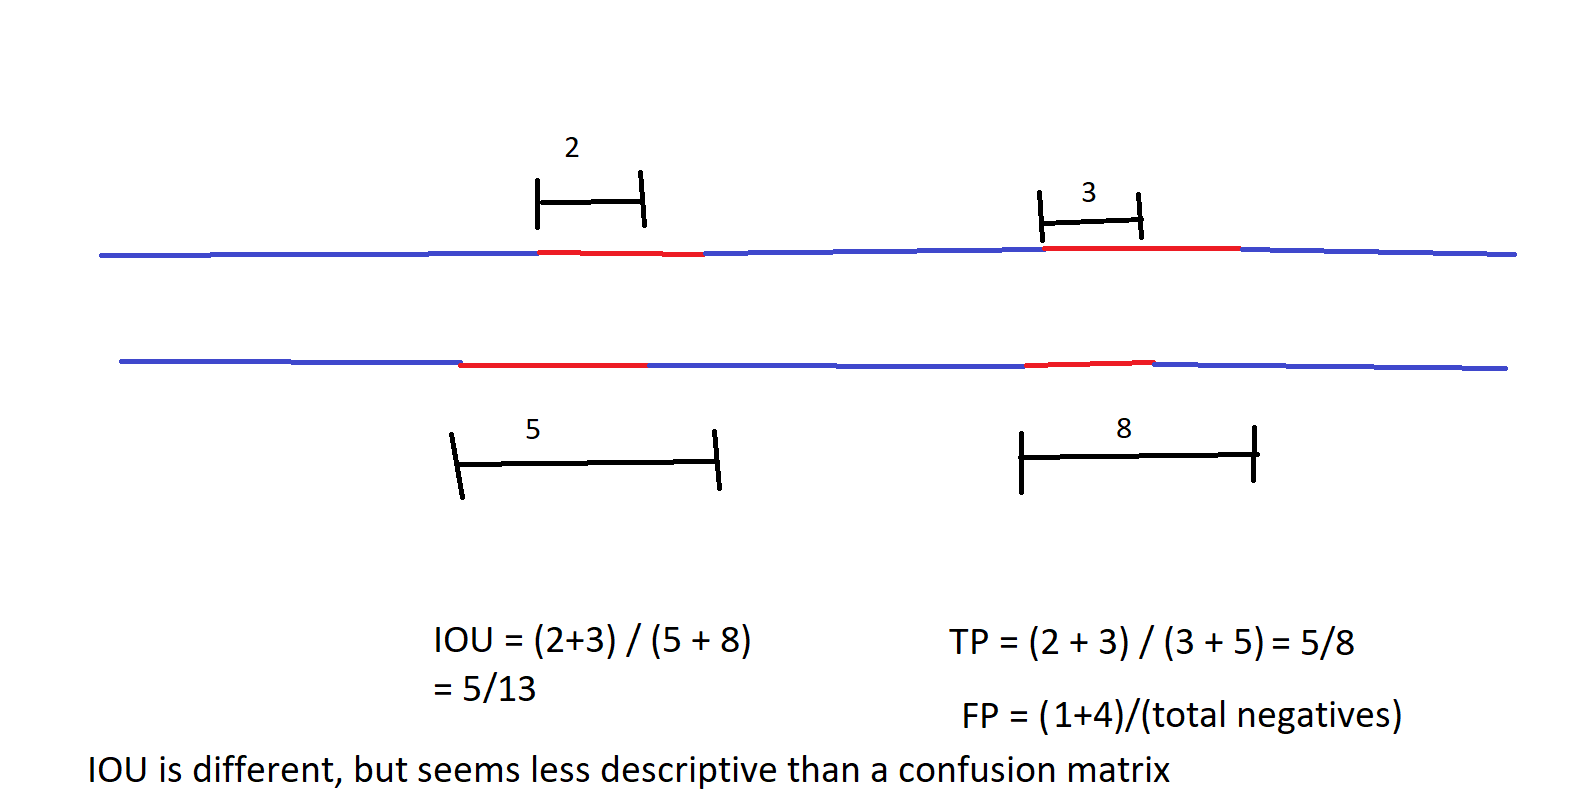 2
3
5
8
IOU = (2+3) / (5 + 8)
= 5/13
TP = (2 + 3) / (3 + 5) = 5/8
FP = (1+4)/(total negatives)
IOU is different, but seems less descriptive than a confusion matrix